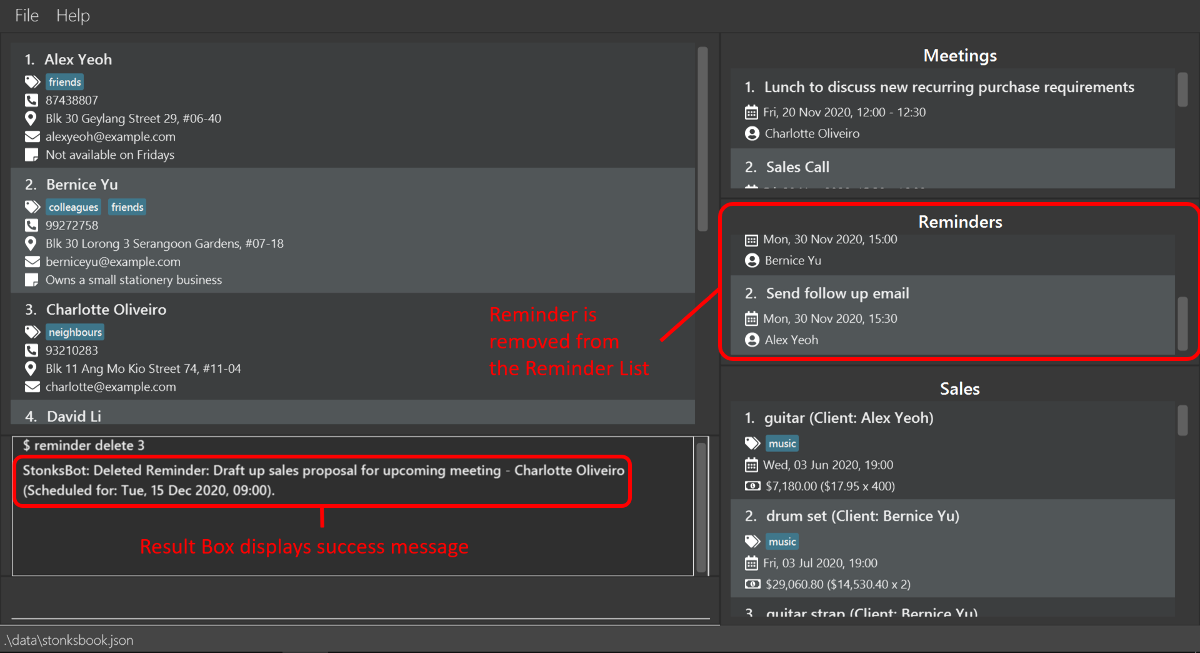 File Help
1. Alex Yeoh
friends
87438807
Blk 30 Geylang Street 29, #06-40
alexyeoh@example.com
Not available on Fridays
2. Bernice Yu
colleagues friends
99272758
Blk 30 Lorong 3 Serangoon Gardens, #07-18
berniceyu@example.com
Owns a small stationery business
3. Charlotte Oliveiro
neighbours
93210283
Blk 11 Ang Mo Kio Street 74, #11-04
charlotte@example.com
4. David Li
Reminder is
removed from
the Reminder List
$ reminder delete 3
StonksBot: Deleted Reminder: Draft up sales proposal for upcoming meeting - Charlotte Oliveiro
(Scheduled for: Tue, 15 Dec 2020, 09:00).
Result Box displays success message
Meetings
1. Lunch to discuss new recurring purchase requirements
Fri, 20 Nov 2020, 12:00 - 12:30
Charlotte Oliveiro
2. Sales Call
Reminders
Mon, 30 Nov 2020, 15:00
Bernice Yu
2. Send follow up email
Mon, 30 Nov 2020, 15:30
Alex Yeoh
Sales
1. guitar (Client: Alex Yeoh)
music
Wed, 03 Jun 2020, 19:00
$7,180.00 ($17.95 x 400)
2. drum set (Client: Bernice Yu)
music
Fri, 03 Jul 2020, 19:00
$29,060.80 ($14,530.40 x 2)
3. guitar strap (Client: Bernice Yu)
.\data\stonksbook.json